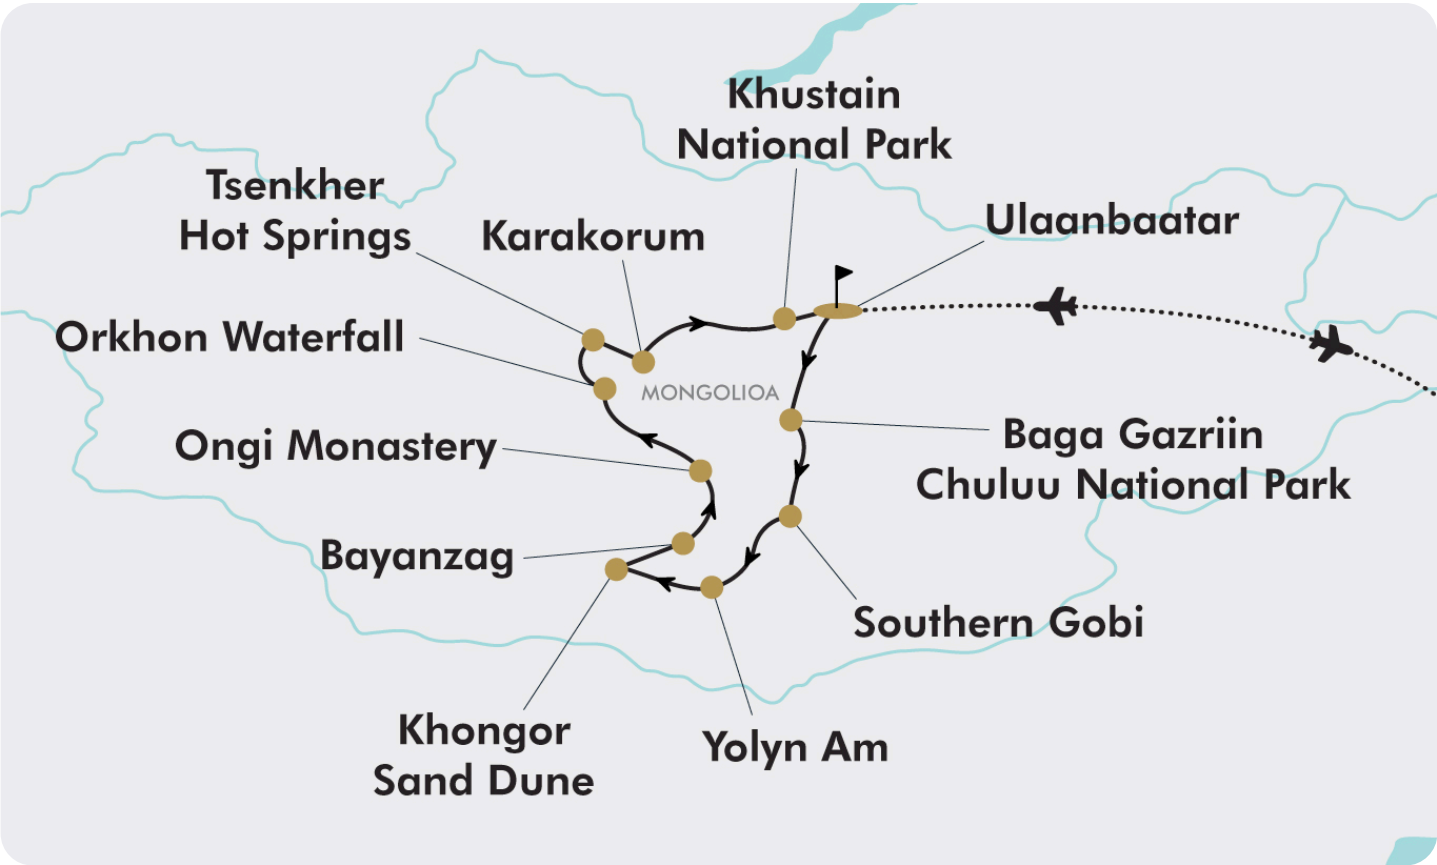 Khustain
National Park
Tsenkher
Hot Springs
Karakorum
Ulaanbaatar
Orkhon Waterfall
MONGOLIOA
Baga Gazriin
Chuluu National Park
Ongi Monastery
Bayanzag
Southern Gobi
Khongor
Sand Dune
Yolyn Am